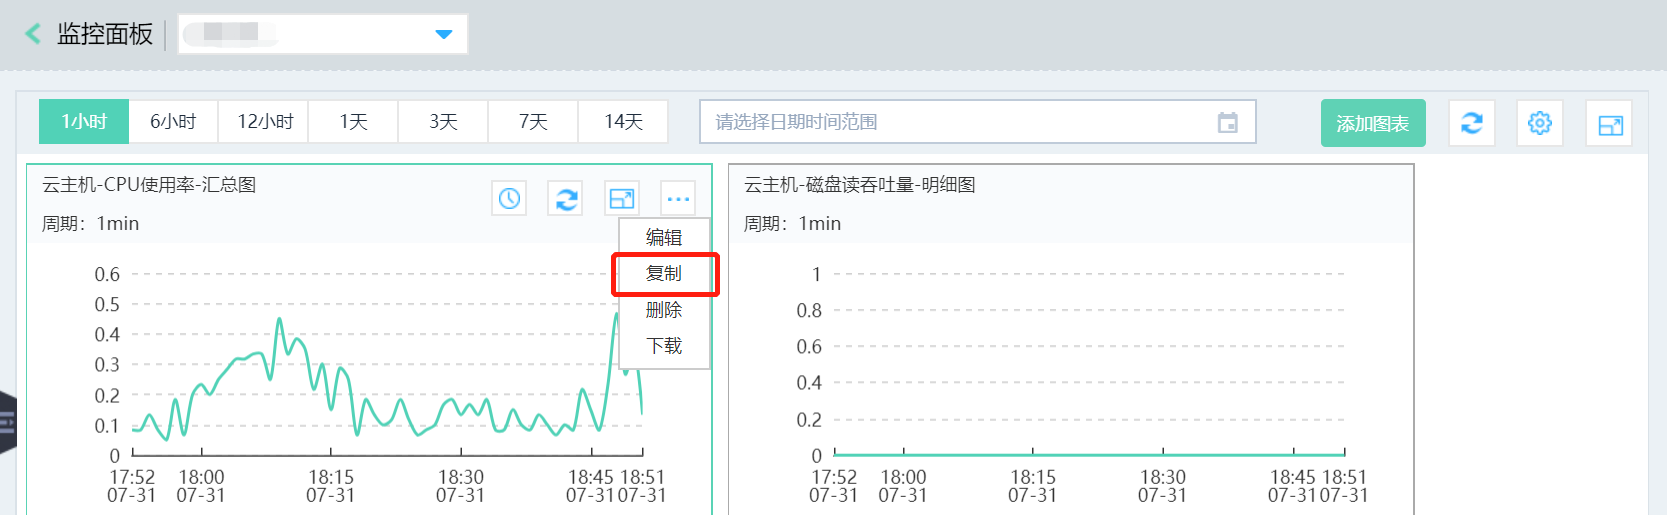 监控面板
1小时 6小时 12小时 1天 3天 7天 14天 请选择日期时间范围 添加图表
云主机-CPU使用率-汇总图
周期：1min
编辑
复制
删除
下载
0.6
0.5
0.4
0.3
0.2
0.1
0
17:52 18:00 18:15 18:30 18:45 18:51
07-31 07-31 07-31 07-31 07-31 07-31
云主机-磁盘读吞吐量-明细图
周期：1min
1
0.8
0.6
0.4
0.2
0
17:52 18:00 18:15 18:30 18:45 18:51
07-31 07-31 07-31 07-31 07-31 07-31